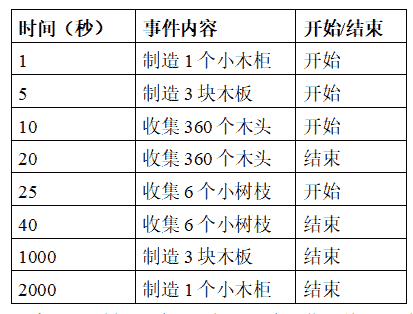 时间（秒） 事件内容 开始/结束
1 制造 1 个小木柜 开始
5 制造 3 块木板 开始
10 收集 360 个木头 开始
20 收集 360 个木头 结束
25 收集 6 个小树枝 开始
40 收集 6 个小树枝 结束
1000 制造 3 块木板 结束
2000 制造 1 个小木柜 结束